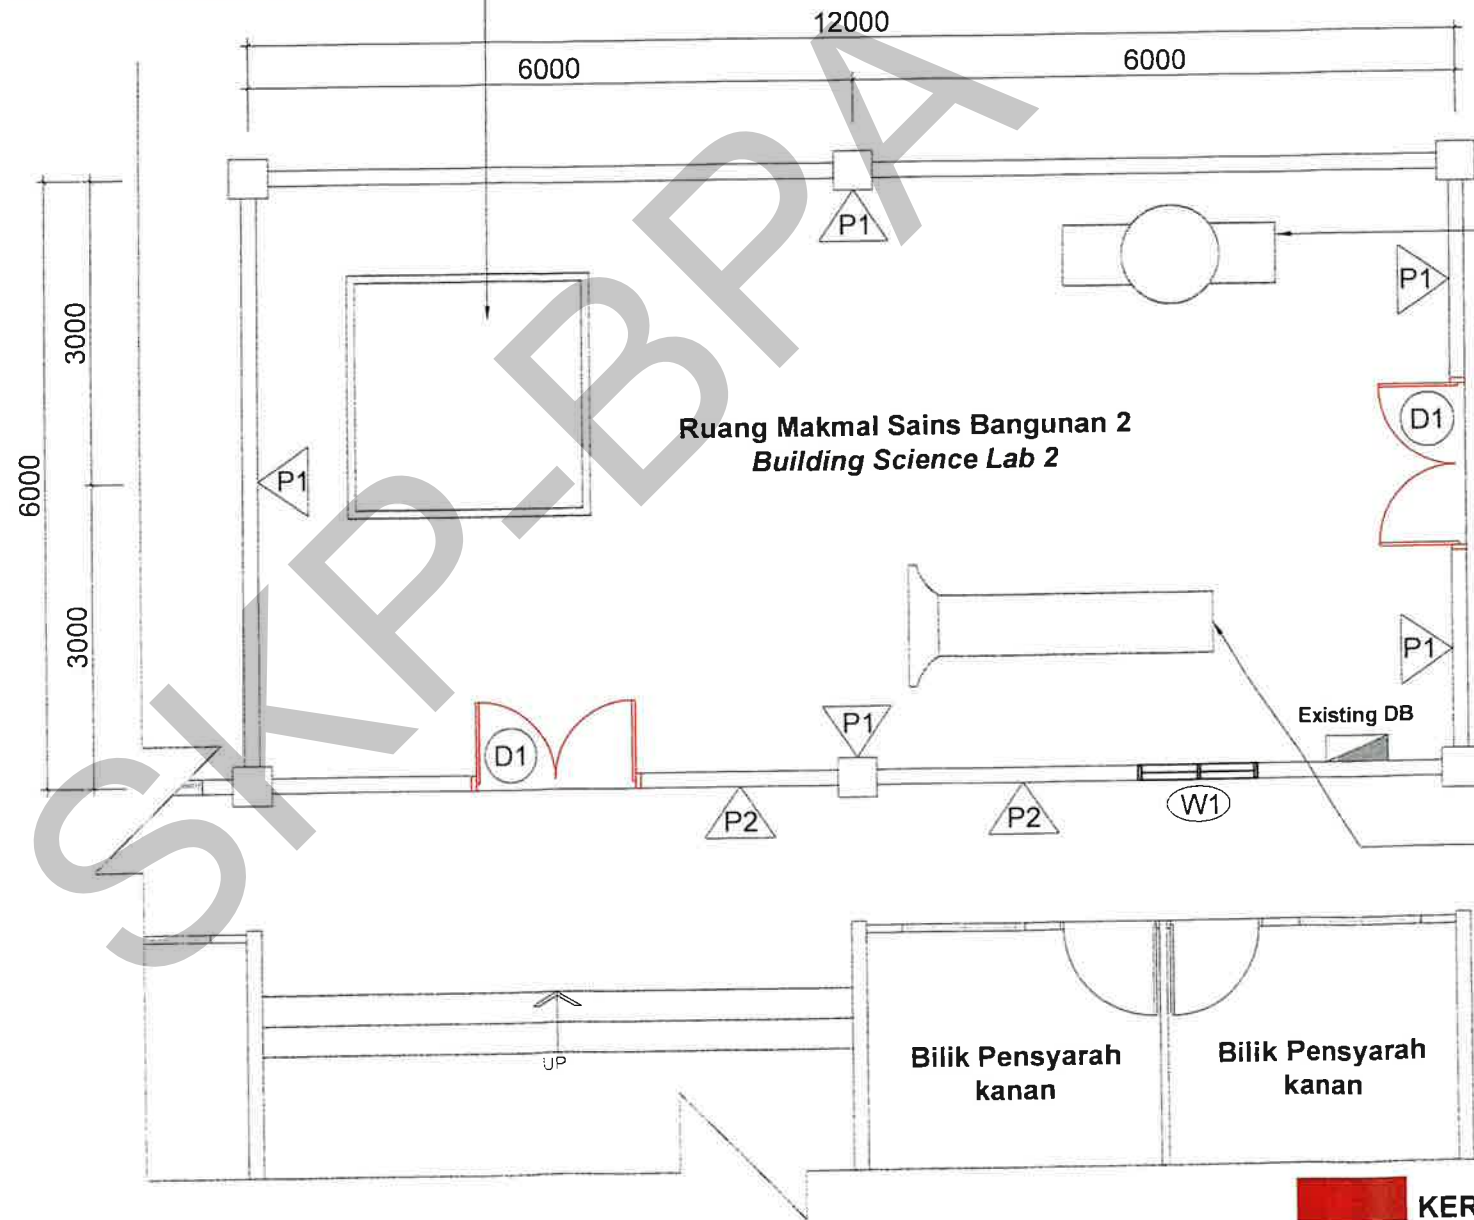 12000
6000
6000
P1
P1
3000
D1
Ruang Makmal Sains Bangunan 2
Building Science Lab 2
6000
P1
3000
P1
Existing DB
P1
D1
W1
P2
P2
SKP-BPA
UP
Bilik Pensyarah
kanan
Bilik Pensyarah
kanan
KER